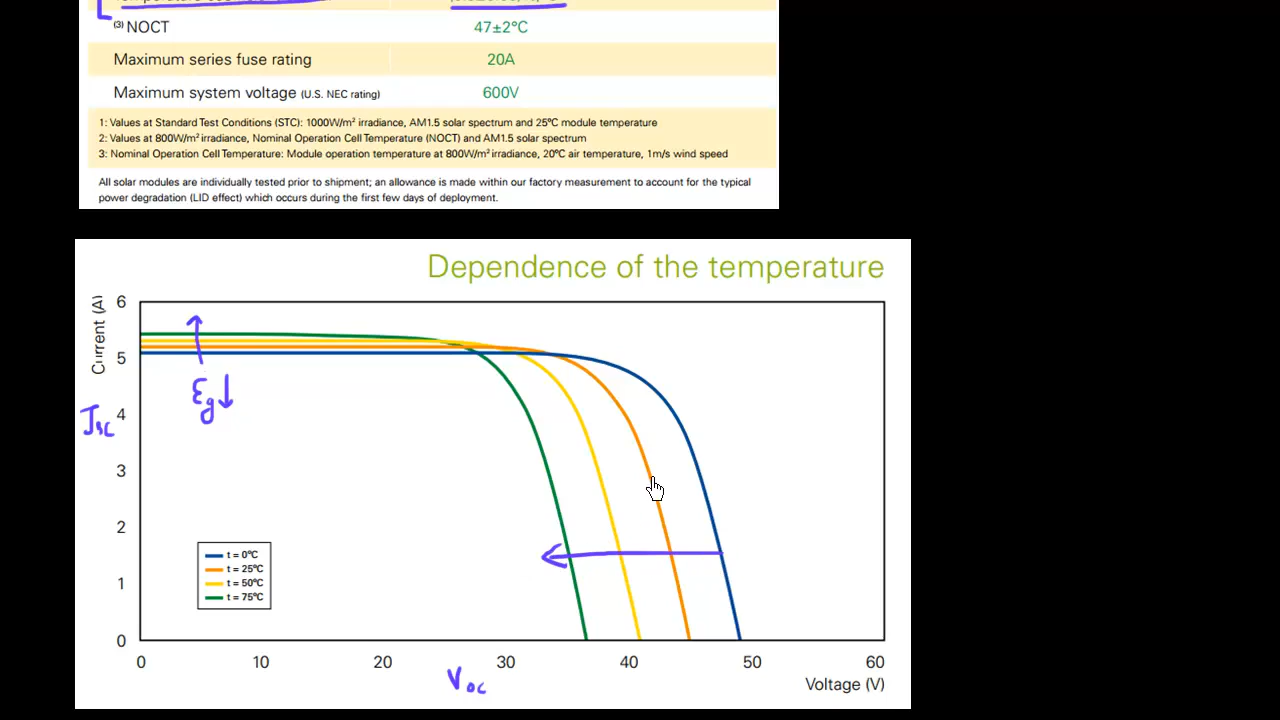 (3) NOCT 47±2°C
Maximum series fuse rating 20A
Maximum system voltage (U.S. NEC rating) 600V
1: Values at Standard Test Conditions (STC): 1000W/m² irradiance, AM1.5 solar spectrum and 25ºC module temperature
2: Values at 800W/m² irradiance, Nominal Operation Cell Temperature (NOCT) and AM1.5 solar spectrum
3: Nominal Operation Cell Temperature: Module operation temperature at 800W/m² irradiance, 20ºC air temperature, 1m/s wind speed
All solar modules are individually tested prior to shipment; an allowance is made within our factory measurement to account for the typical
power degradation (LID effect) which occurs during the first few days of deployment.
Dependence of the temperature
Current (A)
6
5
4
3
2
1
0
Eg↓
Jsc
t = 0ºC
t = 25ºC
t = 50ºC
t = 75ºC
0 10 20 30 40 50 60
Voc
Voltage (V)